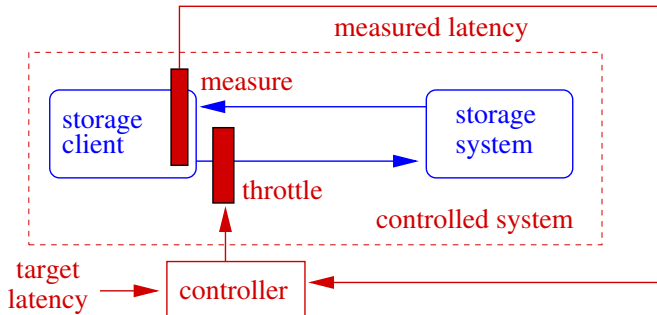 measured latency
measure
storage
client
storage
system
throttle
controlled system
target
latency
controller